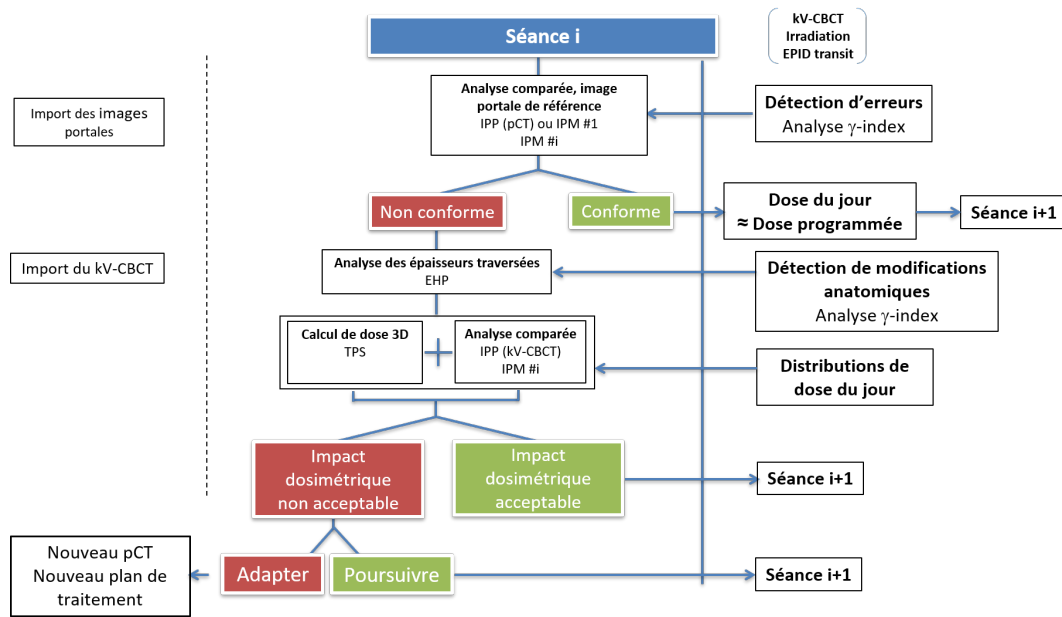 kV-CBCT
Irradiation
EPID transit
Séance i
Analyse comparée, image
portale de référence
IPP (pCT) ou IPM #1
IPM #i
Import des images
portales
Détection d'erreurs
Analyse γ-index
Non conforme
Conforme
Dose du jour
≈ Dose programmée
Séance i+1
Import du kV-CBCT
Analyse des épaisseurs traversées
EHP
Détection de modifications
anatomiques
Analyse γ-index
Calcul de dose 3D
TPS
Analyse comparée
IPP (kV-CBCT)
IPM #i
Distributions de
dose du jour
Impact
dosimétrique
non acceptable
Impact
dosimétrique
acceptable
Séance i+1
Nouveau pCT
Nouveau plan de
traitement
Adapter
Poursuivre
Séance i+1